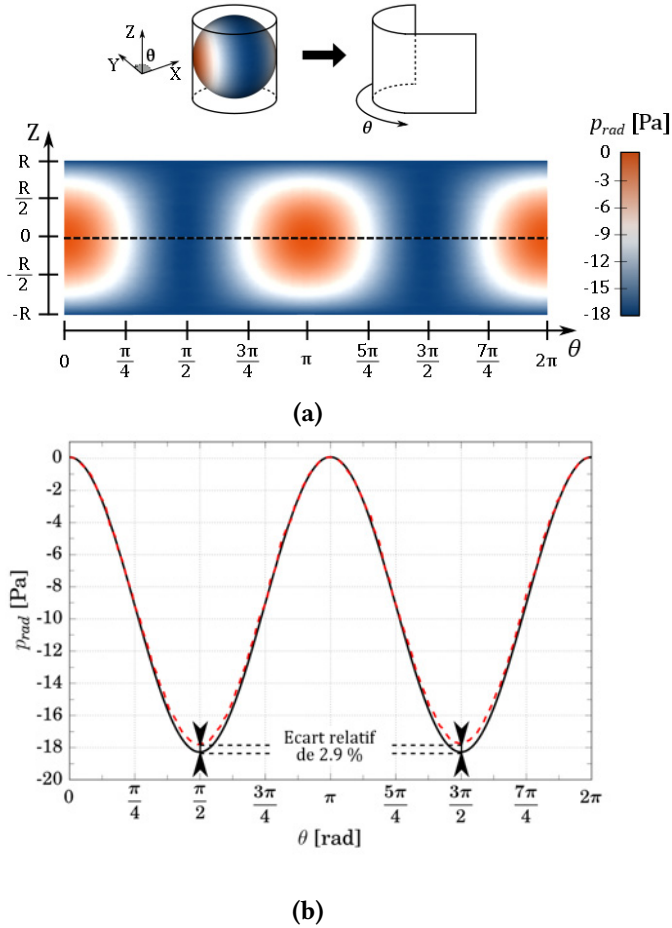 Z
θ
Y
X
θ
p_rad [Pa]
Z
R
R/2
0
-R/2
-R
0
-3
-6
-9
-12
-15
-18
0 π/4 π/2 3π/4 π 5π/4 3π/2 7π/4 2π θ
(a)
0
-2
-4
-6
-8
-10
-12
-14
-16
-18
-20
p_rad [Pa]
Ecart relatif
de 2.9 %
0 π/4 π/2 3π/4 π 5π/4 3π/2 7π/4 2π
θ [rad]
(b)